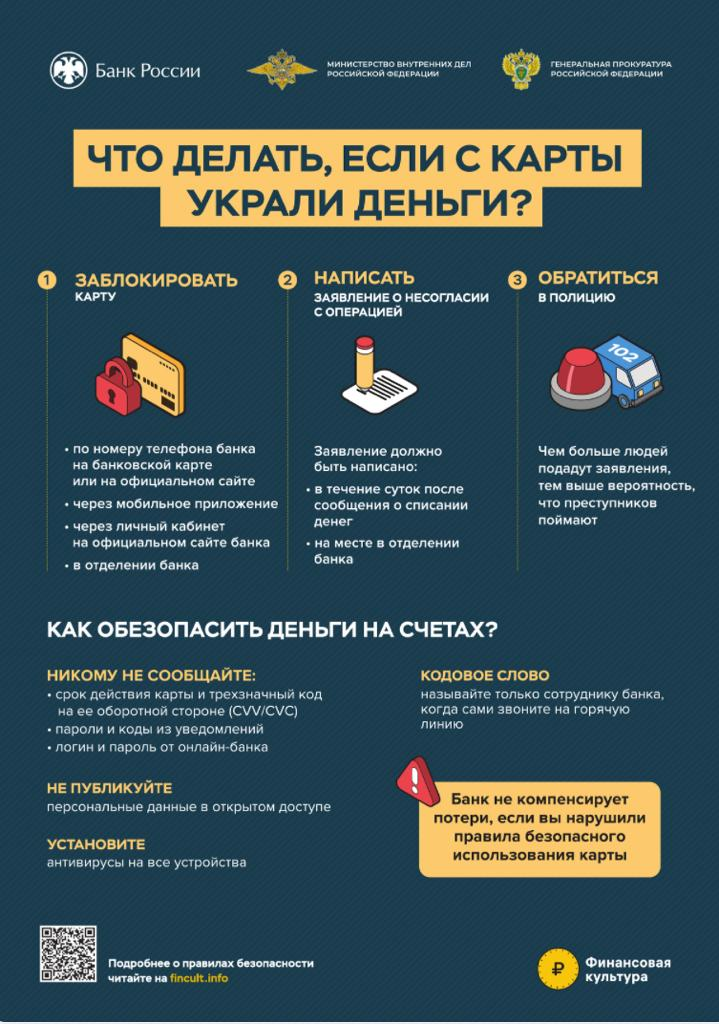 Банк России
МИНИСТЕРСТВО ВНУТРЕННИХ ДЕЛ
РОССИЙСКОЙ ФЕДЕРАЦИИ
ГЕНЕРАЛЬНАЯ ПРОКУРАТУРА
РОССИЙСКОЙ ФЕДЕРАЦИИ
ЧТО ДЕЛАТЬ, ЕСЛИ С КАРТЫ
УКРАЛИ ДЕНЬГИ?
1 ЗАБЛОКИРОВАТЬ
КАРТУ
• по номеру телефона банка
на банковской карте
или на официальном сайте
• через мобильное приложение
• через личный кабинет
на официальном сайте банка
• в отделении банка
2 НАПИСАТЬ
ЗАЯВЛЕНИЕ О НЕСОГЛАСИИ
С ОПЕРАЦИЕЙ
Заявление должно
быть написано:
• в течение суток после
сообщения о списании
денег
• на месте в отделении
банка
3 ОБРАТИТЬСЯ
В ПОЛИЦИЮ
102
Чем больше людей
подадут заявления,
тем выше вероятность,
что преступников
поймают
КАК ОБЕЗОПАСИТЬ ДЕНЬГИ НА СЧЕТАХ?
НИКОМУ НЕ СООБЩАЙТЕ:
• срок действия карты и трехзначный код
на ее оборотной стороне (CVV/CVC)
• пароли и коды из уведомлений
• логин и пароль от онлайн-банка
НЕ ПУБЛИКУЙТЕ
персональные данные в открытом доступе
УСТАНОВИТЕ
антивирусы на все устройства
КОДОВОЕ СЛОВО
называйте только сотруднику банка,
когда сами звоните на горячую
линию
Банк не компенсирует
потери, если вы нарушили
правила безопасного
использования карты
Подробнее о правилах безопасности
читайте на fincult.info
Финансовая
культура